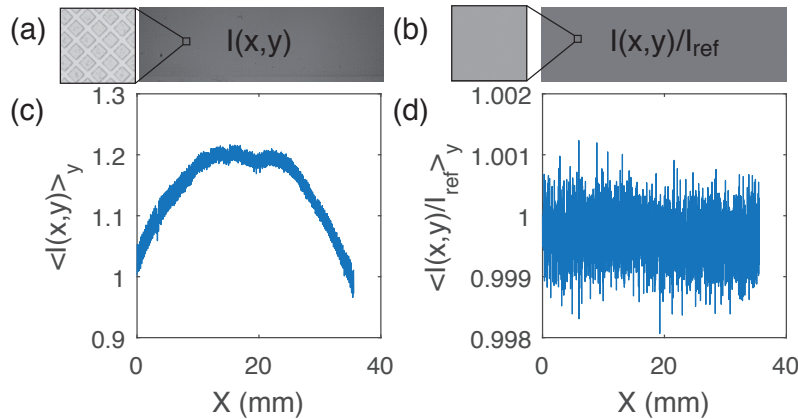 (a)
I(x,y)
(b)
I(x,y)/I_ref
(c)
1.3
1.2
1.1
1
0.9
<I(x,y)>_y
0
20
40
X (mm)
(d)
1.002
1.001
1
0.999
0.998
<I(x,y)/I_ref>_y
0
20
40
X (mm)